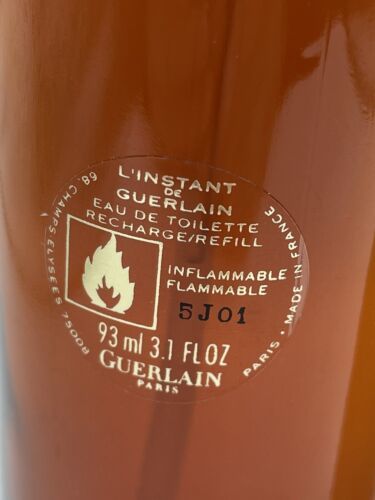 L'INSTANT
DE
GUERLAIN
EAU DE TOILETTE
RECHARGE/REFILL
INFLAMMABLE
FLAMMABLE
5J01
93 ml 3.1 FL OZ
GUERLAIN
PARIS
68, CHAMPS-ELYSEES 75008
PARIS • MADE IN FRANCE